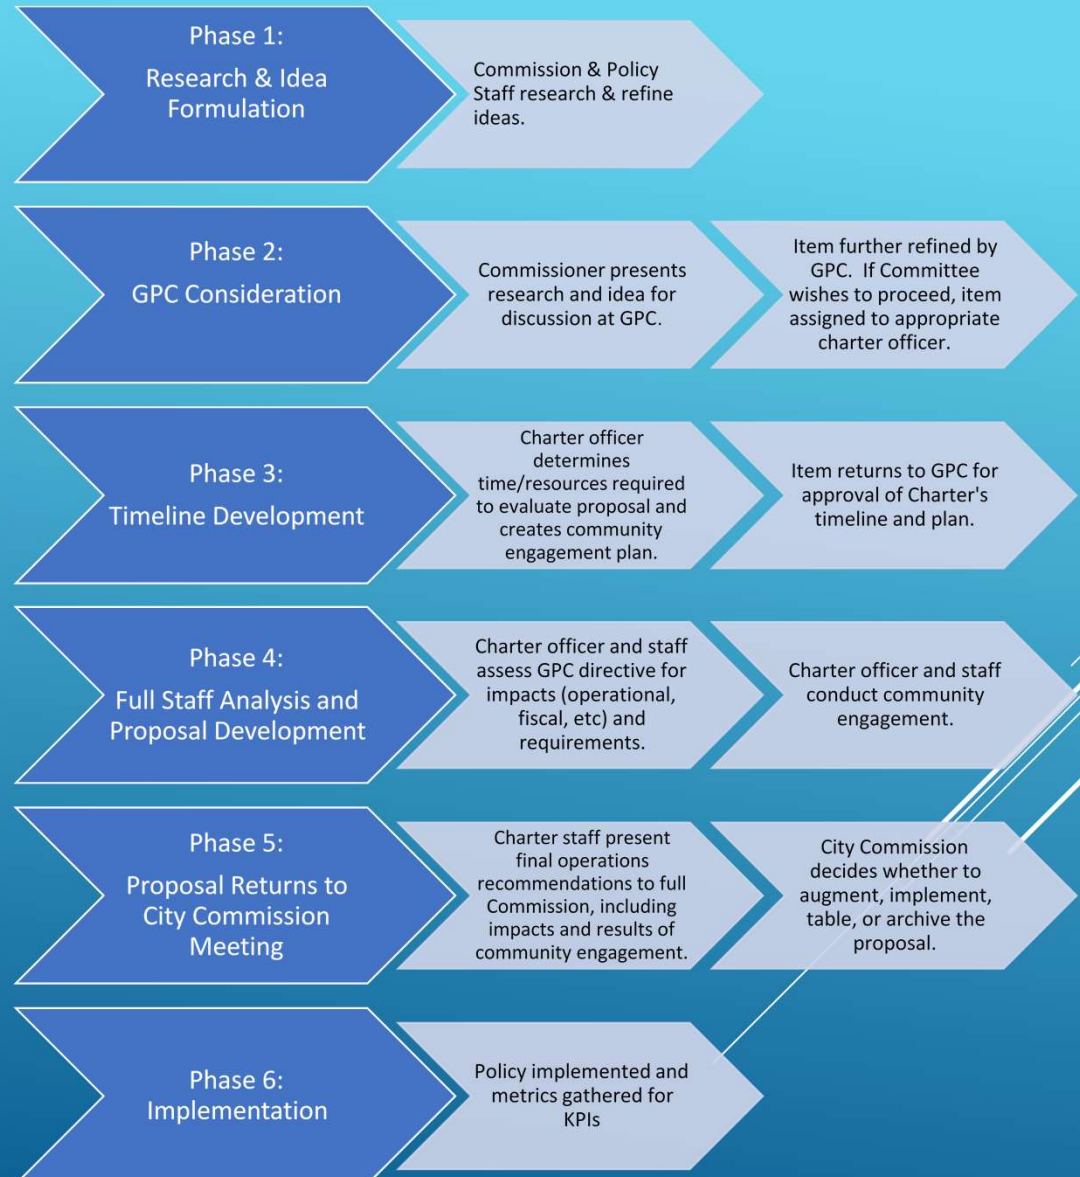 Phase 1:
Research & Idea
Formulation
Commission & Policy
Staff research & refine
ideas.
Phase 2:
GPC Consideration
Commissioner presents
research and idea for
discussion at GPC.
Item further refined by
GPC.  If Committee
wishes to proceed, item
assigned to appropriate
charter officer.
Phase 3:
Timeline Development
Charter officer
determines
time/resources required
to evaluate proposal and
creates community
engagement plan.
Item returns to GPC for
approval of Charter's
timeline and plan.
Phase 4:
Full Staff Analysis and
Proposal Development
Charter officer and staff
assess GPC directive for
impacts (operational,
fiscal, etc) and
requirements.
Charter officer and staff
conduct community
engagement.
Phase 5:
Proposal Returns to
City Commission
Meeting
Charter staff present
final operations
recommendations to full
Commission, including
impacts and results of
community engagement.
City Commission
decides whether to
augment, implement,
table, or archive the
proposal.
Phase 6:
Implementation
Policy implemented and
metrics gathered for
KPIs